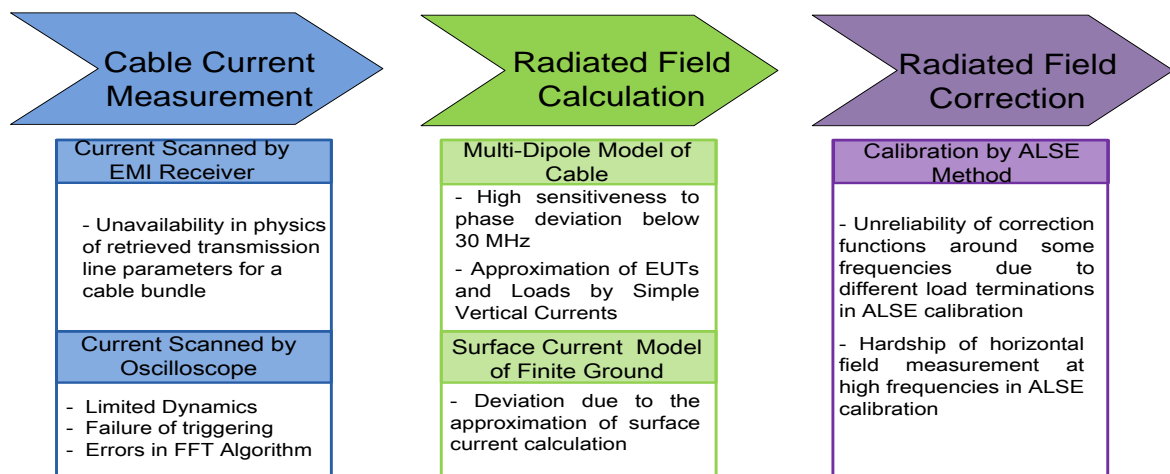 Cable Current
Measurement
Current Scanned by
EMI Receiver
- Unavailability in physics
of retrieved transmission
line parameters for a
cable bundle
Current Scanned by
Oscilloscope
- Limited Dynamics
- Failure of triggering
- Errors in FFT Algorithm
Radiated Field
Calculation
Multi-Dipole Model of
Cable
- High sensitiveness to
phase deviation below
30 MHz
- Approximation of EUTs
and Loads by Simple
Vertical Currents
Surface Current Model
of Finite Ground
- Deviation due to the
approximation of surface
current calculation
Radiated Field
Correction
Calibration by ALSE
Method
- Unreliability of correction
functions around some
frequencies due to
different load terminations
in ALSE calibration
- Hardship of horizontal
field measurement at
high frequencies in ALSE
calibration